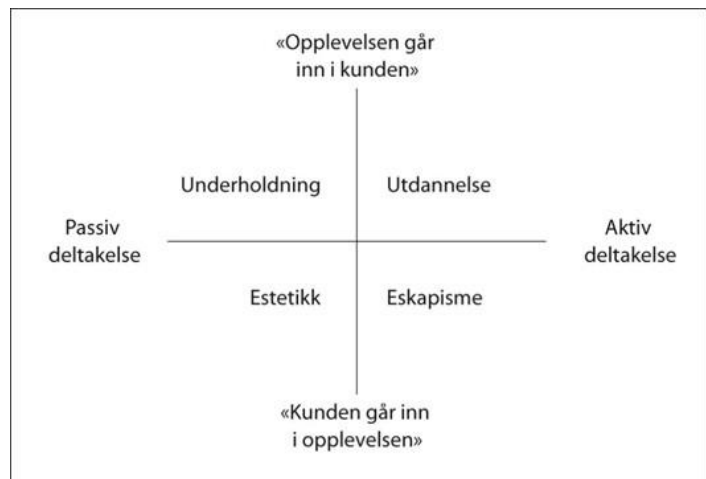 «Opplevelsen går
inn i kunden»
Underholdning
Utdannelse
Passiv
deltakelse
Aktiv
deltakelse
Estetikk
Eskapisme
«Kunden går inn
i opplevelsen»